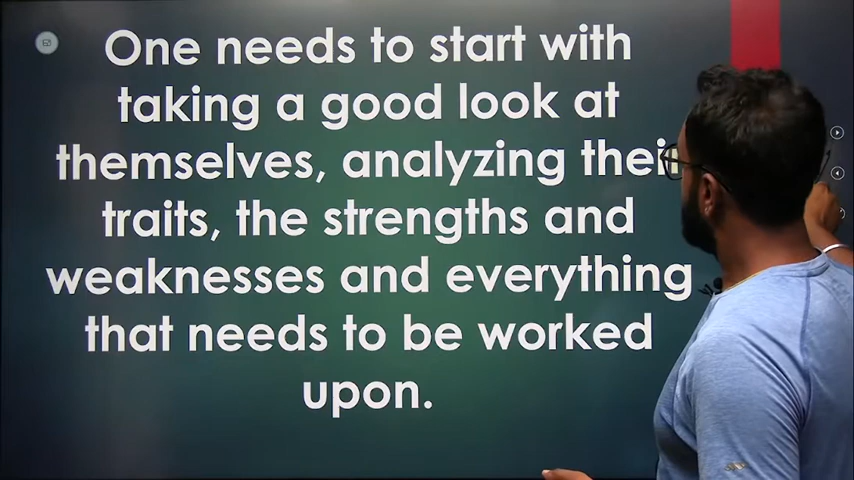 One needs to start with
taking a good look at
themselves, analyzing their
traits, the strengths and
weaknesses and everything
that needs to be worked
upon.